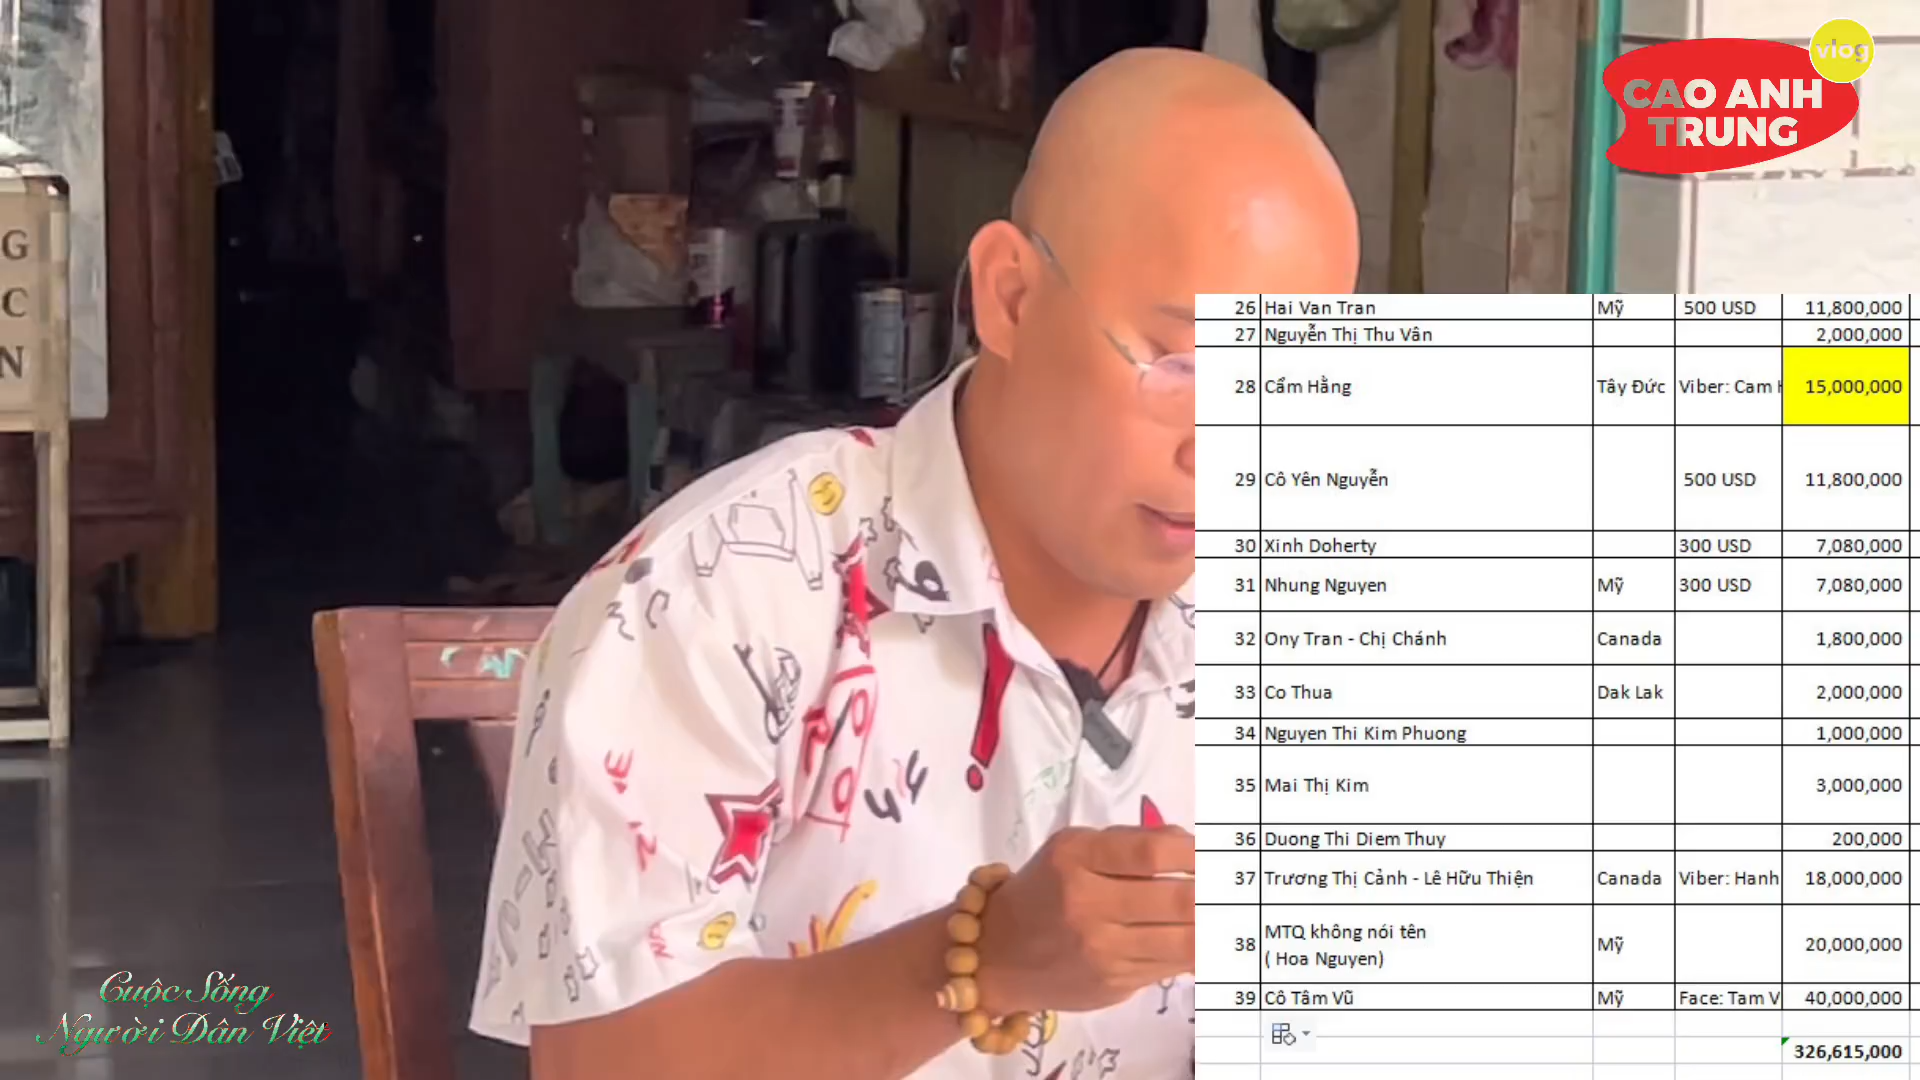 vlog
CAO ANH
TRUNG
G
C
N
26 Hai Van Tran Mỹ 500 USD 11,800,000
27 Nguyễn Thị Thu Vân 2,000,000
28 Cẩm Hằng Tây Đức Viber: Cam H 15,000,000
29 Cô Yên Nguyễn 500 USD 11,800,000
30 Xinh Doherty 300 USD 7,080,000
31 Nhung Nguyen Mỹ 300 USD 7,080,000
32 Ony Tran - Chị Chánh Canada 1,800,000
33 Co Thua Dak Lak 2,000,000
34 Nguyen Thi Kim Phuong 1,000,000
35 Mai Thị Kim 3,000,000
36 Duong Thi Diem Thuy 200,000
37 Trương Thị Cảnh - Lê Hữu Thiện Canada Viber: Hanh 18,000,000
38 MTQ không nói tên
( Hoa Nguyen) Mỹ 20,000,000
39 Cô Tâm Vũ Mỹ Face: Tam V 40,000,000
326,615,000
Cuộc Sống
Người Dân Việt